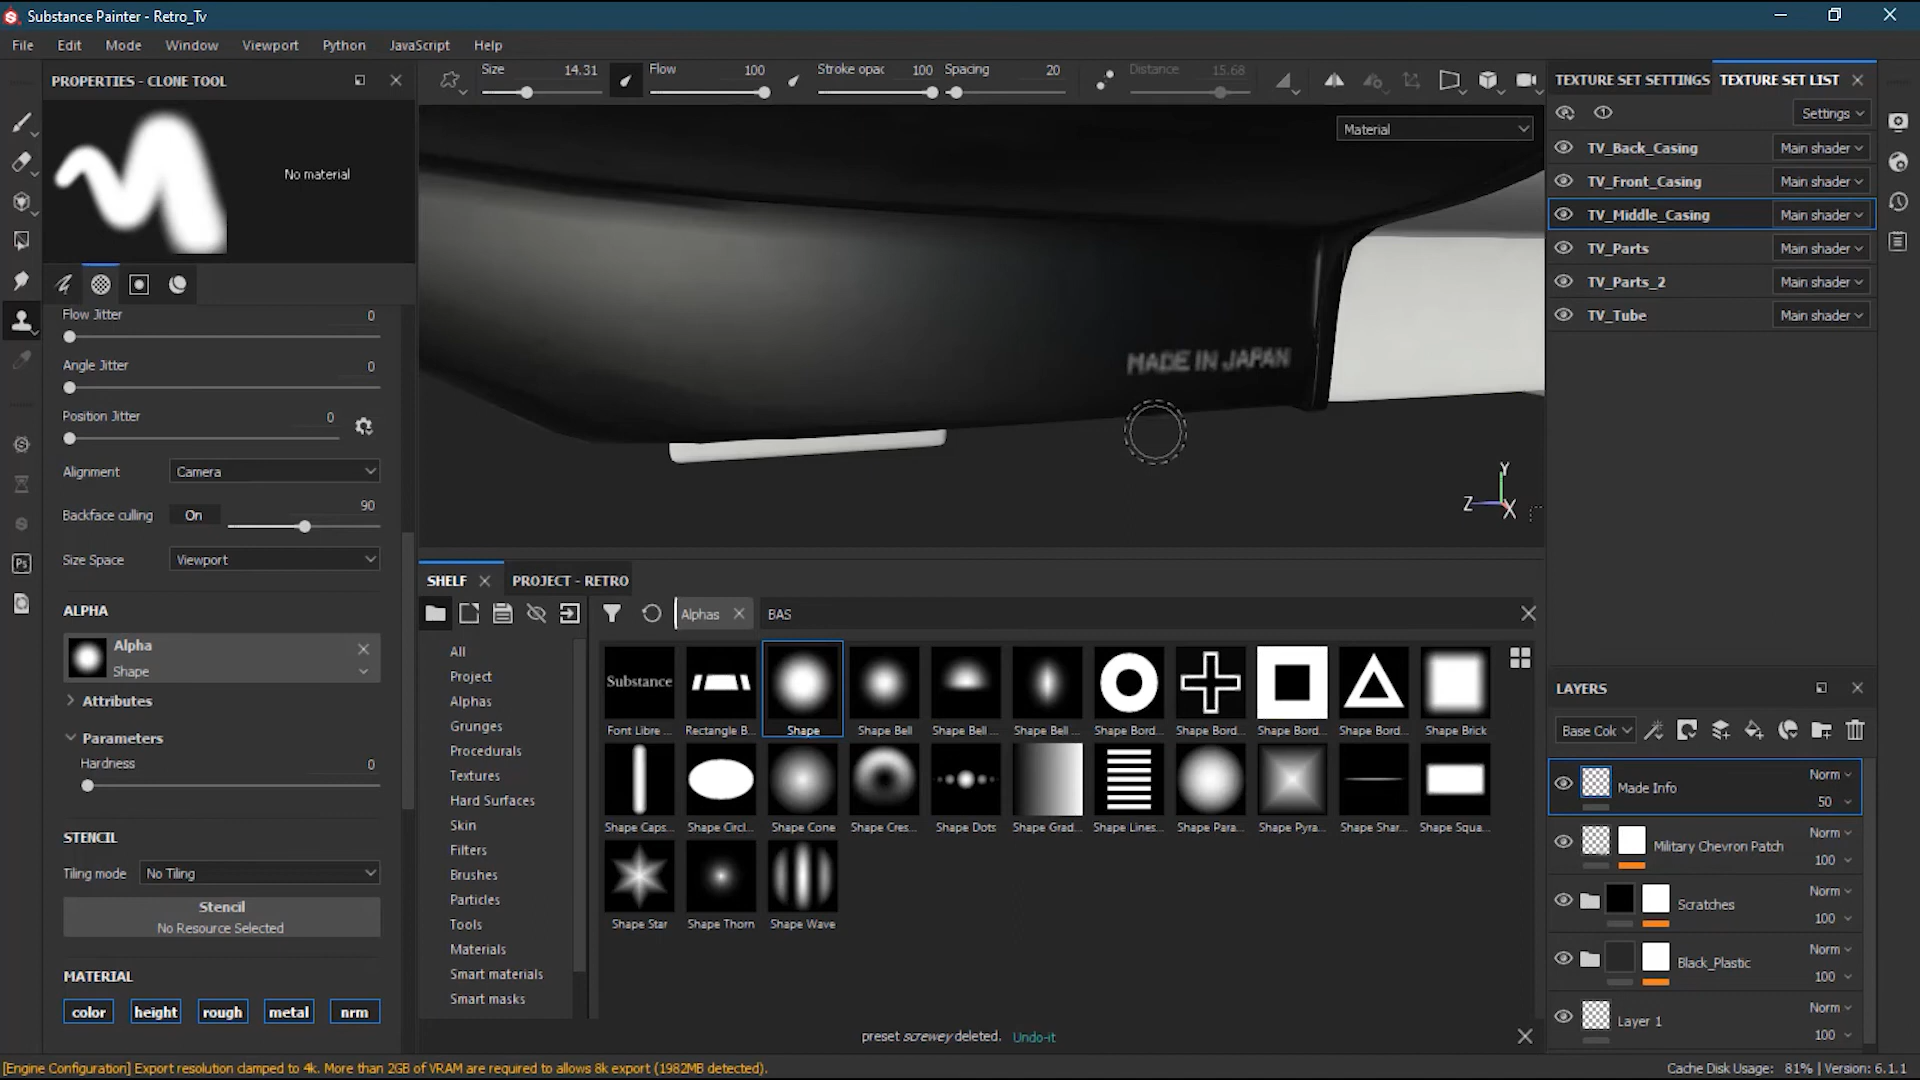 Substance Painter - Retro_Tv
File Edit Mode Window Viewport Python JavaScript Help
PROPERTIES - CLONE TOOL
No material
Flow Jitter 0
Angle Jitter 0
Position Jitter 0
Alignment Camera
Backface culling On 90
Size Space Viewport
ALPHA
Alpha
Shape
Attributes
Parameters
Hardness 0
STENCIL
Tiling mode No Tiling
Stencil
No Resource Selected
MATERIAL
color height rough metal nrm
Size 14.31 Flow 100 Stroke opac 100 Spacing 20 Distance 15.68
Material
MADE IN JAPAN
Y
Z X
SHELF PROJECT - RETRO
Alphas BAS
All
Project
Alphas
Grunges
Procedurals
Textures
Hard Surfaces
Skin
Filters
Brushes
Particles
Tools
Materials
Smart materials
Smart masks
Substance
Font Libre ... Rectangle B... Shape Shape Bell Shape Bell ... Shape Bell ... Shape Bord... Shape Bord... Shape Bord... Shape Bord... Shape Brick
Shape Caps... Shape Circl... Shape Cone Shape Cres... Shape Dots Shape Grad... Shape Lines... Shape Para... Shape Pyra... Shape Shar... Shape Squa...
Shape Star Shape Thorn Shape Wave
preset screwey deleted. Undo-it
TEXTURE SET SETTINGS TEXTURE SET LIST
Settings
TV_Back_Casing Main shader
TV_Front_Casing Main shader
TV_Middle_Casing Main shader
TV_Parts Main shader
TV_Parts_2 Main shader
TV_Tube Main shader
LAYERS
Base Col
Made Info Norm 50
Military Chevron Patch Norm 100
Scratches Norm 100
Black_Plastic Norm 100
Layer 1 Norm 100
[Engine Configuration] Export resolution clamped to 4k. More than 2GB of VRAM are required to allows 8k export (1982MB detected).
Cache Disk Usage: 81% | Version: 6.1.1